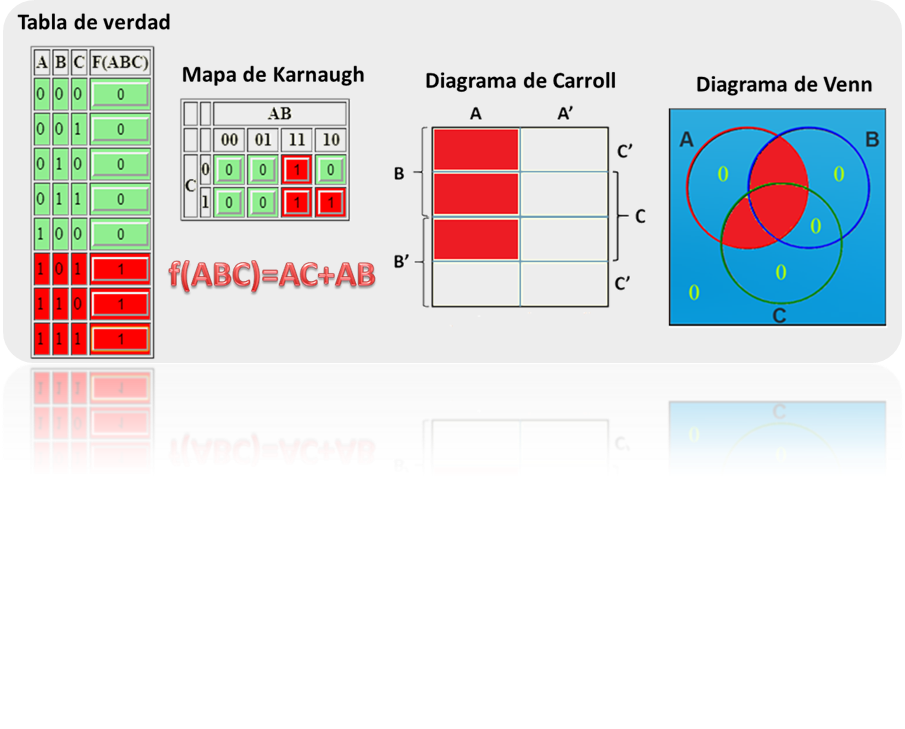 Tabla de verdad
A B C F(ABC)
0 0 0 0
0 0 1 0
0 1 0 0
0 1 1 0
1 0 0 0
1 0 1 1
1 1 0 1
1 1 1 1
Mapa de Karnaugh
AB
00 01 11 10
C 0 0 0 1 0
1 0 0 1 1
f(ABC)=AC+AB
Diagrama de Carroll
A A’
B
B’
C’
C
C’
Diagrama de Venn
A B
0 0
0
0
0
C